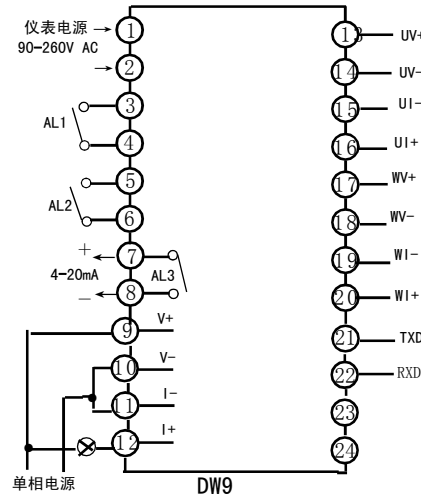 仪表电源
90-260V AC
1
2
3
AL1
4
5
AL2
6
+
7
4-20mA
AL3
-
8
V+
9
V-
10
I-
11
I+
12
单相电源
13
UV+
14
UV-
15
UI-
16
UI+
17
WV+
18
WV-
19
WI-
20
WI+
21
TXD
22
RXD
23
24
DW9